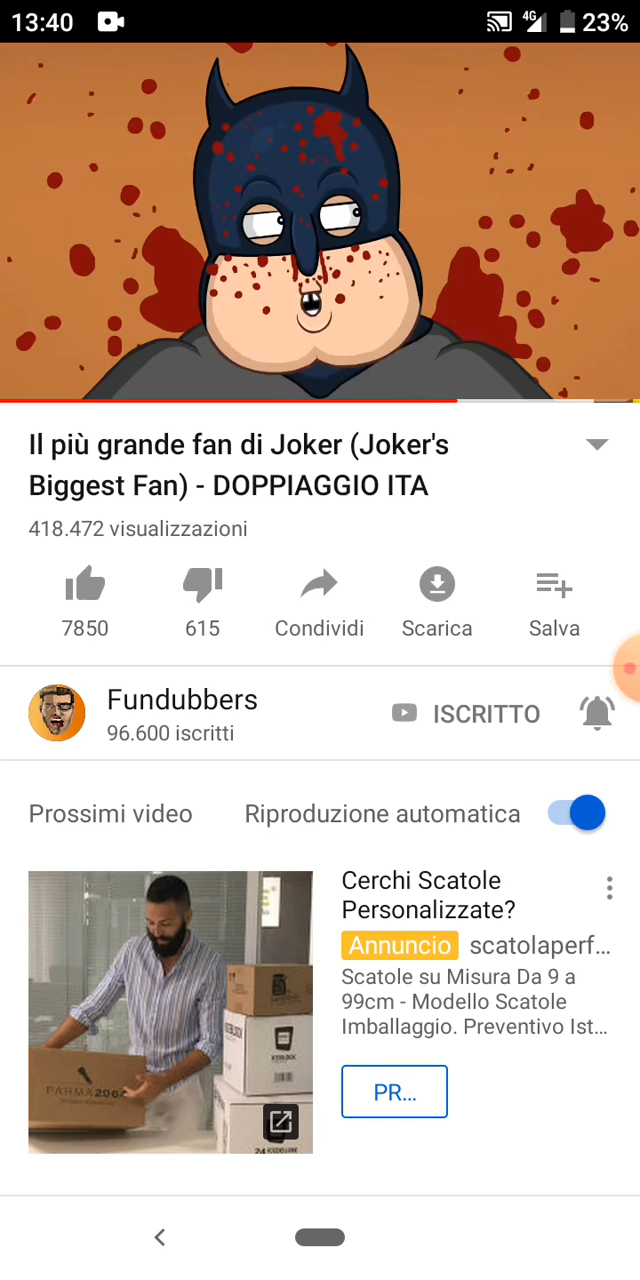 13:40
4G
23%
Il più grande fan di Joker (Joker's
Biggest Fan) - DOPPIAGGIO ITA
418.472 visualizzazioni
7850
615
Condividi
Scarica
Salva
Fundubbers
96.600 iscritti
ISCRITTO
Prossimi video
Riproduzione automatica
Cerchi Scatole
Personalizzate?
Annuncio scatolaperf...
Scatole su Misura Da 9 a
99cm - Modello Scatole
Imballaggio. Preventivo Ist...
PR...
FARMA206